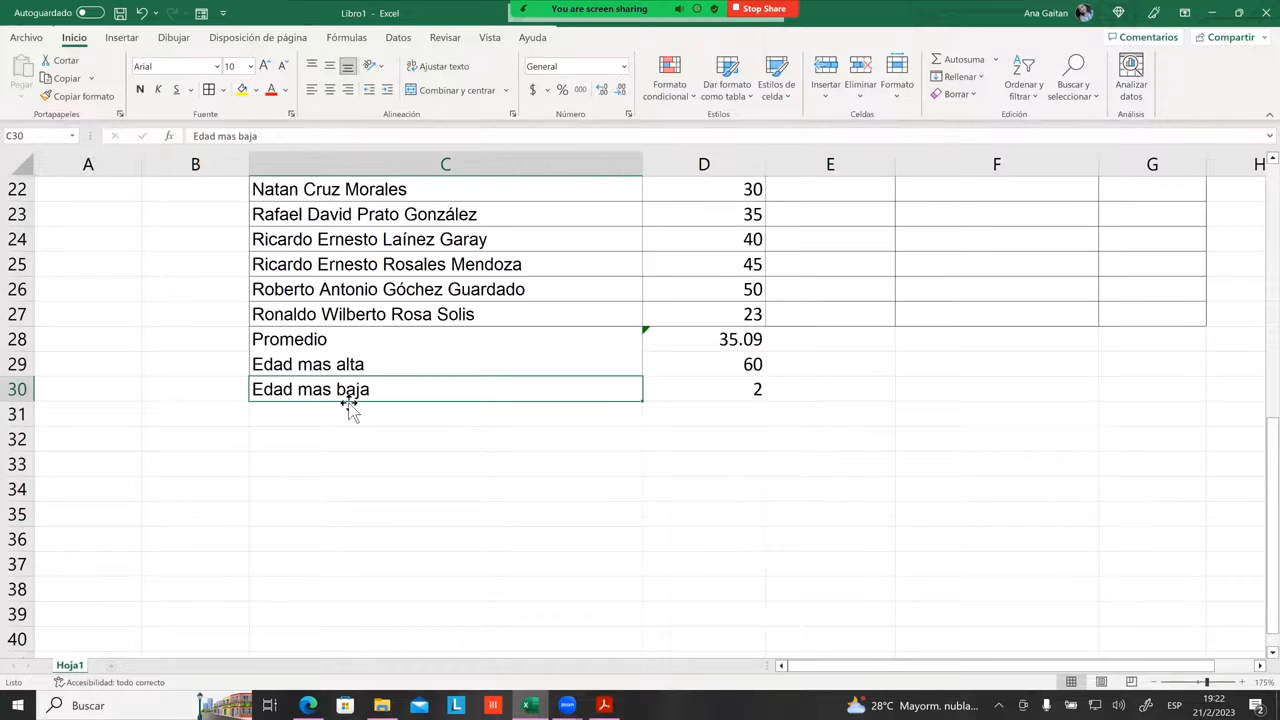 Autoguardado
Libro1 - Excel
You are screen sharing
Stop Share
Ana Gaitan
Archivo Inicio Insertar Dibujar Disposición de página Fórmulas Datos Revisar Vista Ayuda
Comentarios Compartir
Pegar
Cortar
Copiar
Copiar formato
Portapapeles
Arial 10
N K S
Fuente
Ajustar texto
Combinar y centrar
Alineación
General
$ % 000
Número
Formato condicional
Dar formato como tabla
Estilos de celda
Estilos
Insertar Eliminar Formato
Celdas
Autosuma
Rellenar
Borrar
Ordenar y filtrar
Buscar y seleccionar
Edición
Analizar datos
Análisis
C30 fx Edad mas baja
A B C D E F G H
22 Natan Cruz Morales 30
23 Rafael David Prato González 35
24 Ricardo Ernesto Laínez Garay 40
25 Ricardo Ernesto Rosales Mendoza 45
26 Roberto Antonio Góchez Guardado 50
27 Ronaldo Wilberto Rosa Solis 23
28 Promedio 35.09
29 Edad mas alta 60
30 Edad mas baja 2
31
32
33
34
35
36
37
38
39
40
Hoja1
Listo
Accesibilidad: todo correcto
175%
Buscar
28°C Mayorm. nubla...
ESP
19:22
21/2/2023